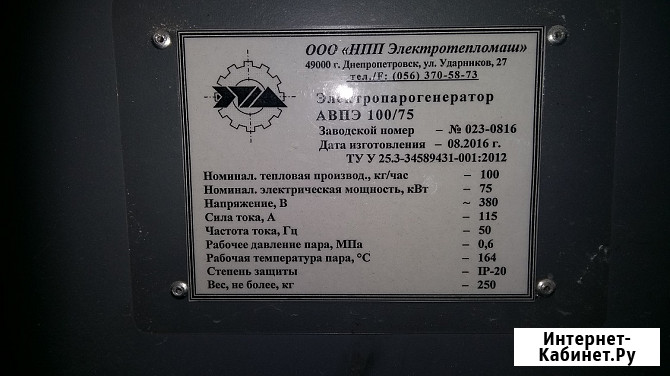 ООО «НПП Электротепломаш»
49000 г. Днепропетровск, ул. Ударников, 27
тел./F: (056) 370-58-73
Электропарогенератор
АВПЭ 100/75
Заводской номер – № 023-0816
Дата изготовления – 08.2016 г.
ТУ У 25.3-34589431-001:2012
Номинал. тепловая производ., кг/час – 100
Номинал. электрическая мощность, кВт – 75
Напряжение, В ~ 380
Сила тока, А – 115
Частота тока, Гц – 50
Рабочее давление пара, МПа – 0,6
Рабочая температура пара, °С – 164
Степень защиты – IP-20
Вес, не более, кг – 250
Интернет-
Кабинет.Ру